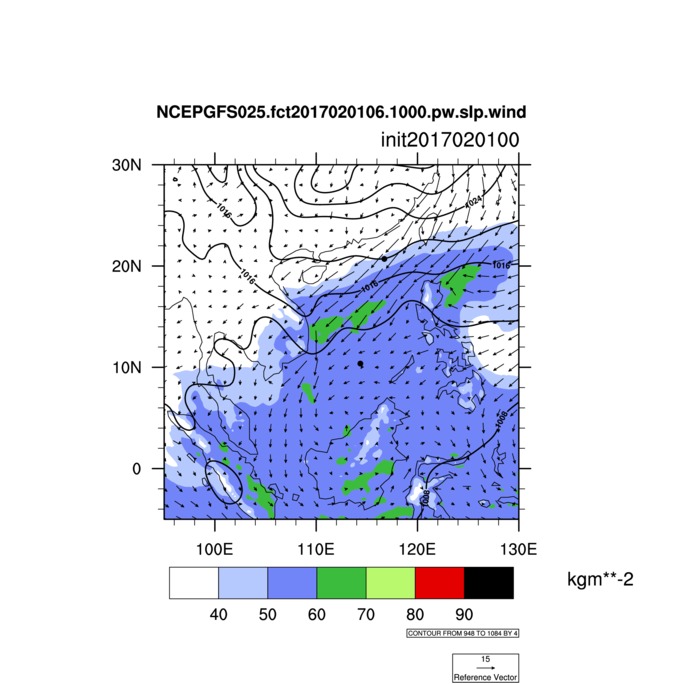 NCEPGFS025.fct2017020106.1000.pw.slp.wind
init2017020100
30N
20N
10N
0
1016
1024
1016
1016
1016
1008
1008
100E 110E 120E 130E
40 50 60 70 80 90
kgm**-2
CONTOUR FROM 948 TO 1084 BY 4
15
Reference Vector